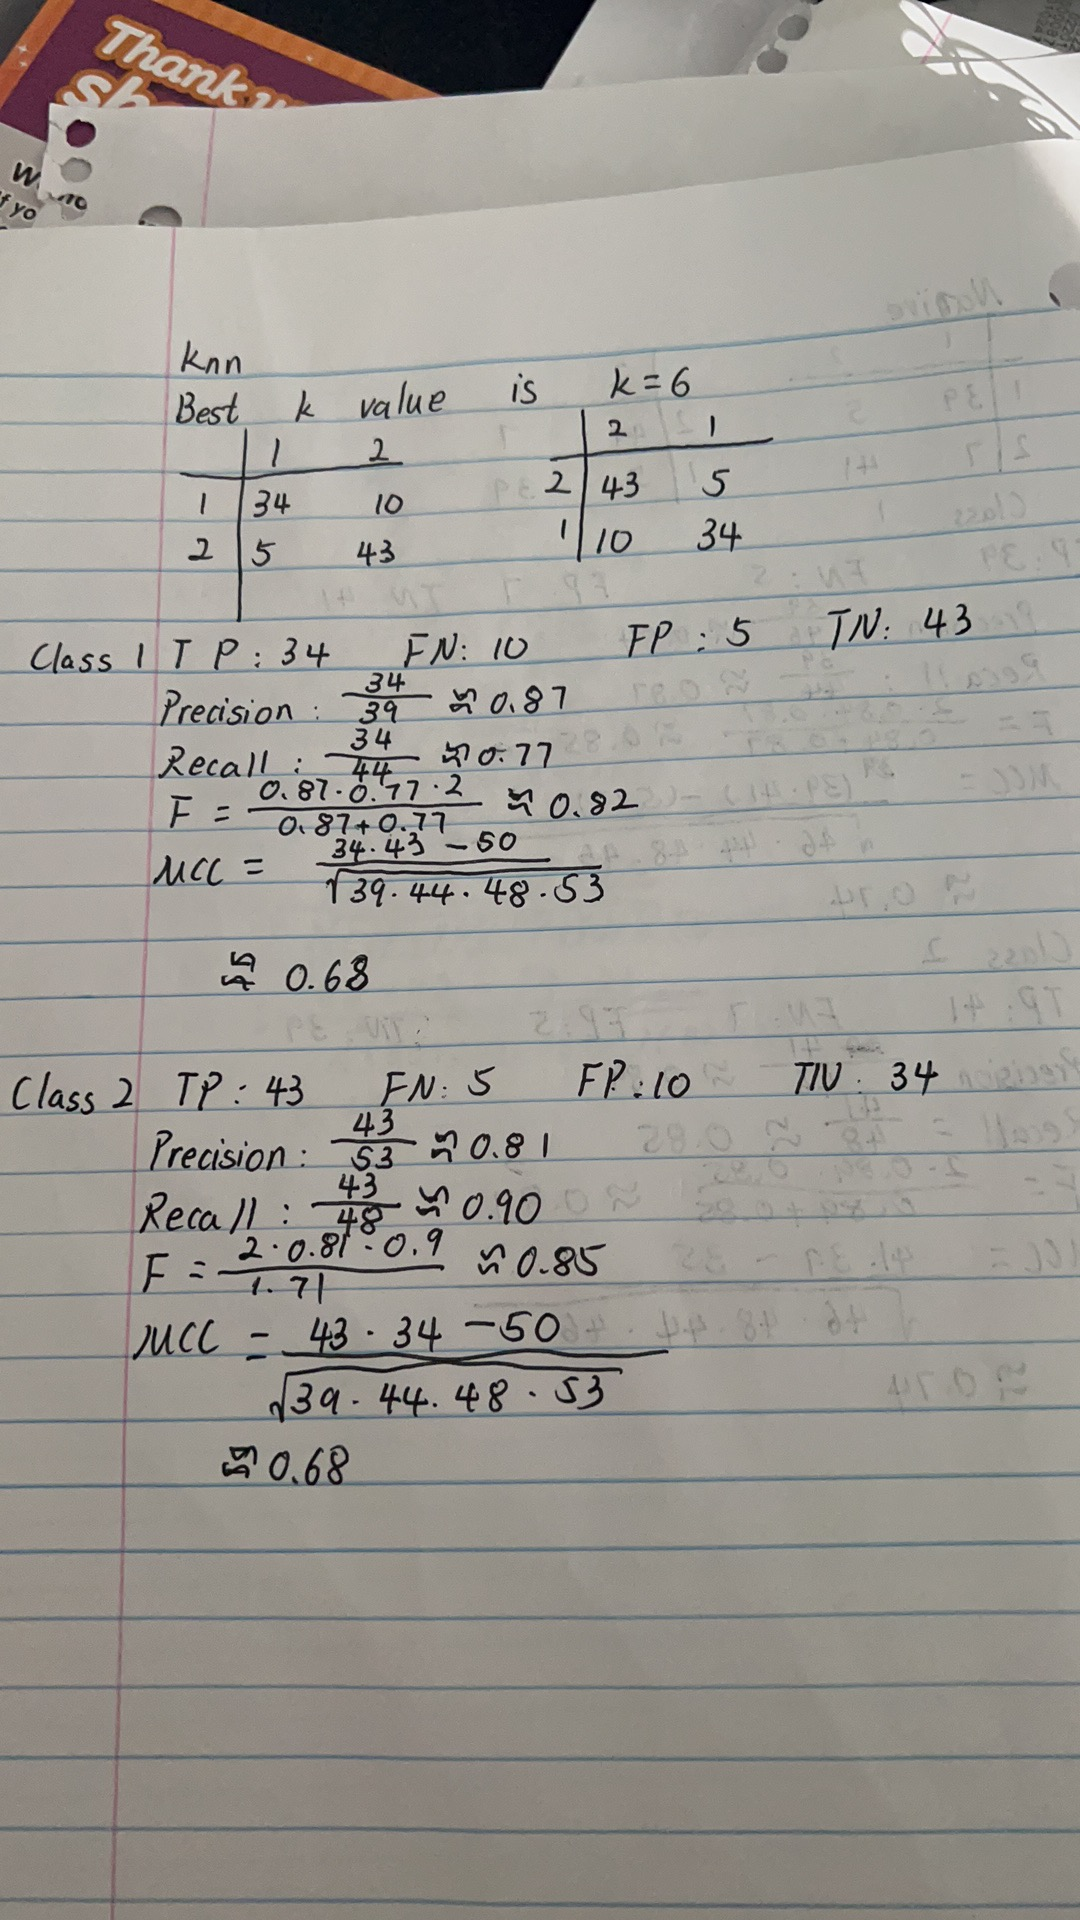 Thank
sh
W
if yo
Knn
Best k value is k = 6
1 2
1 34 10
2 5 43
2 1
2 43 5
1 10 34
Class 1 TP: 34 FN: 10 FP: 5 TN: 43
Precision: 34/39 ≈ 0.87
Recall: 34/44 ≈ 0.77
F = 0.87·0.77·2 / 0.87+0.77 ≈ 0.82
MCC = 34·43 - 50 / √39·44·48·53
≈ 0.68
Class 2 TP: 43 FN: 5 FP: 10 TN: 34
Precision: 43/53 ≈ 0.81
Recall: 43/48 ≈ 0.90
F = 2·0.81·0.9 / 1.71 ≈ 0.85
MCC = 43·34 - 50 / √39·44·48·53
≈ 0.68